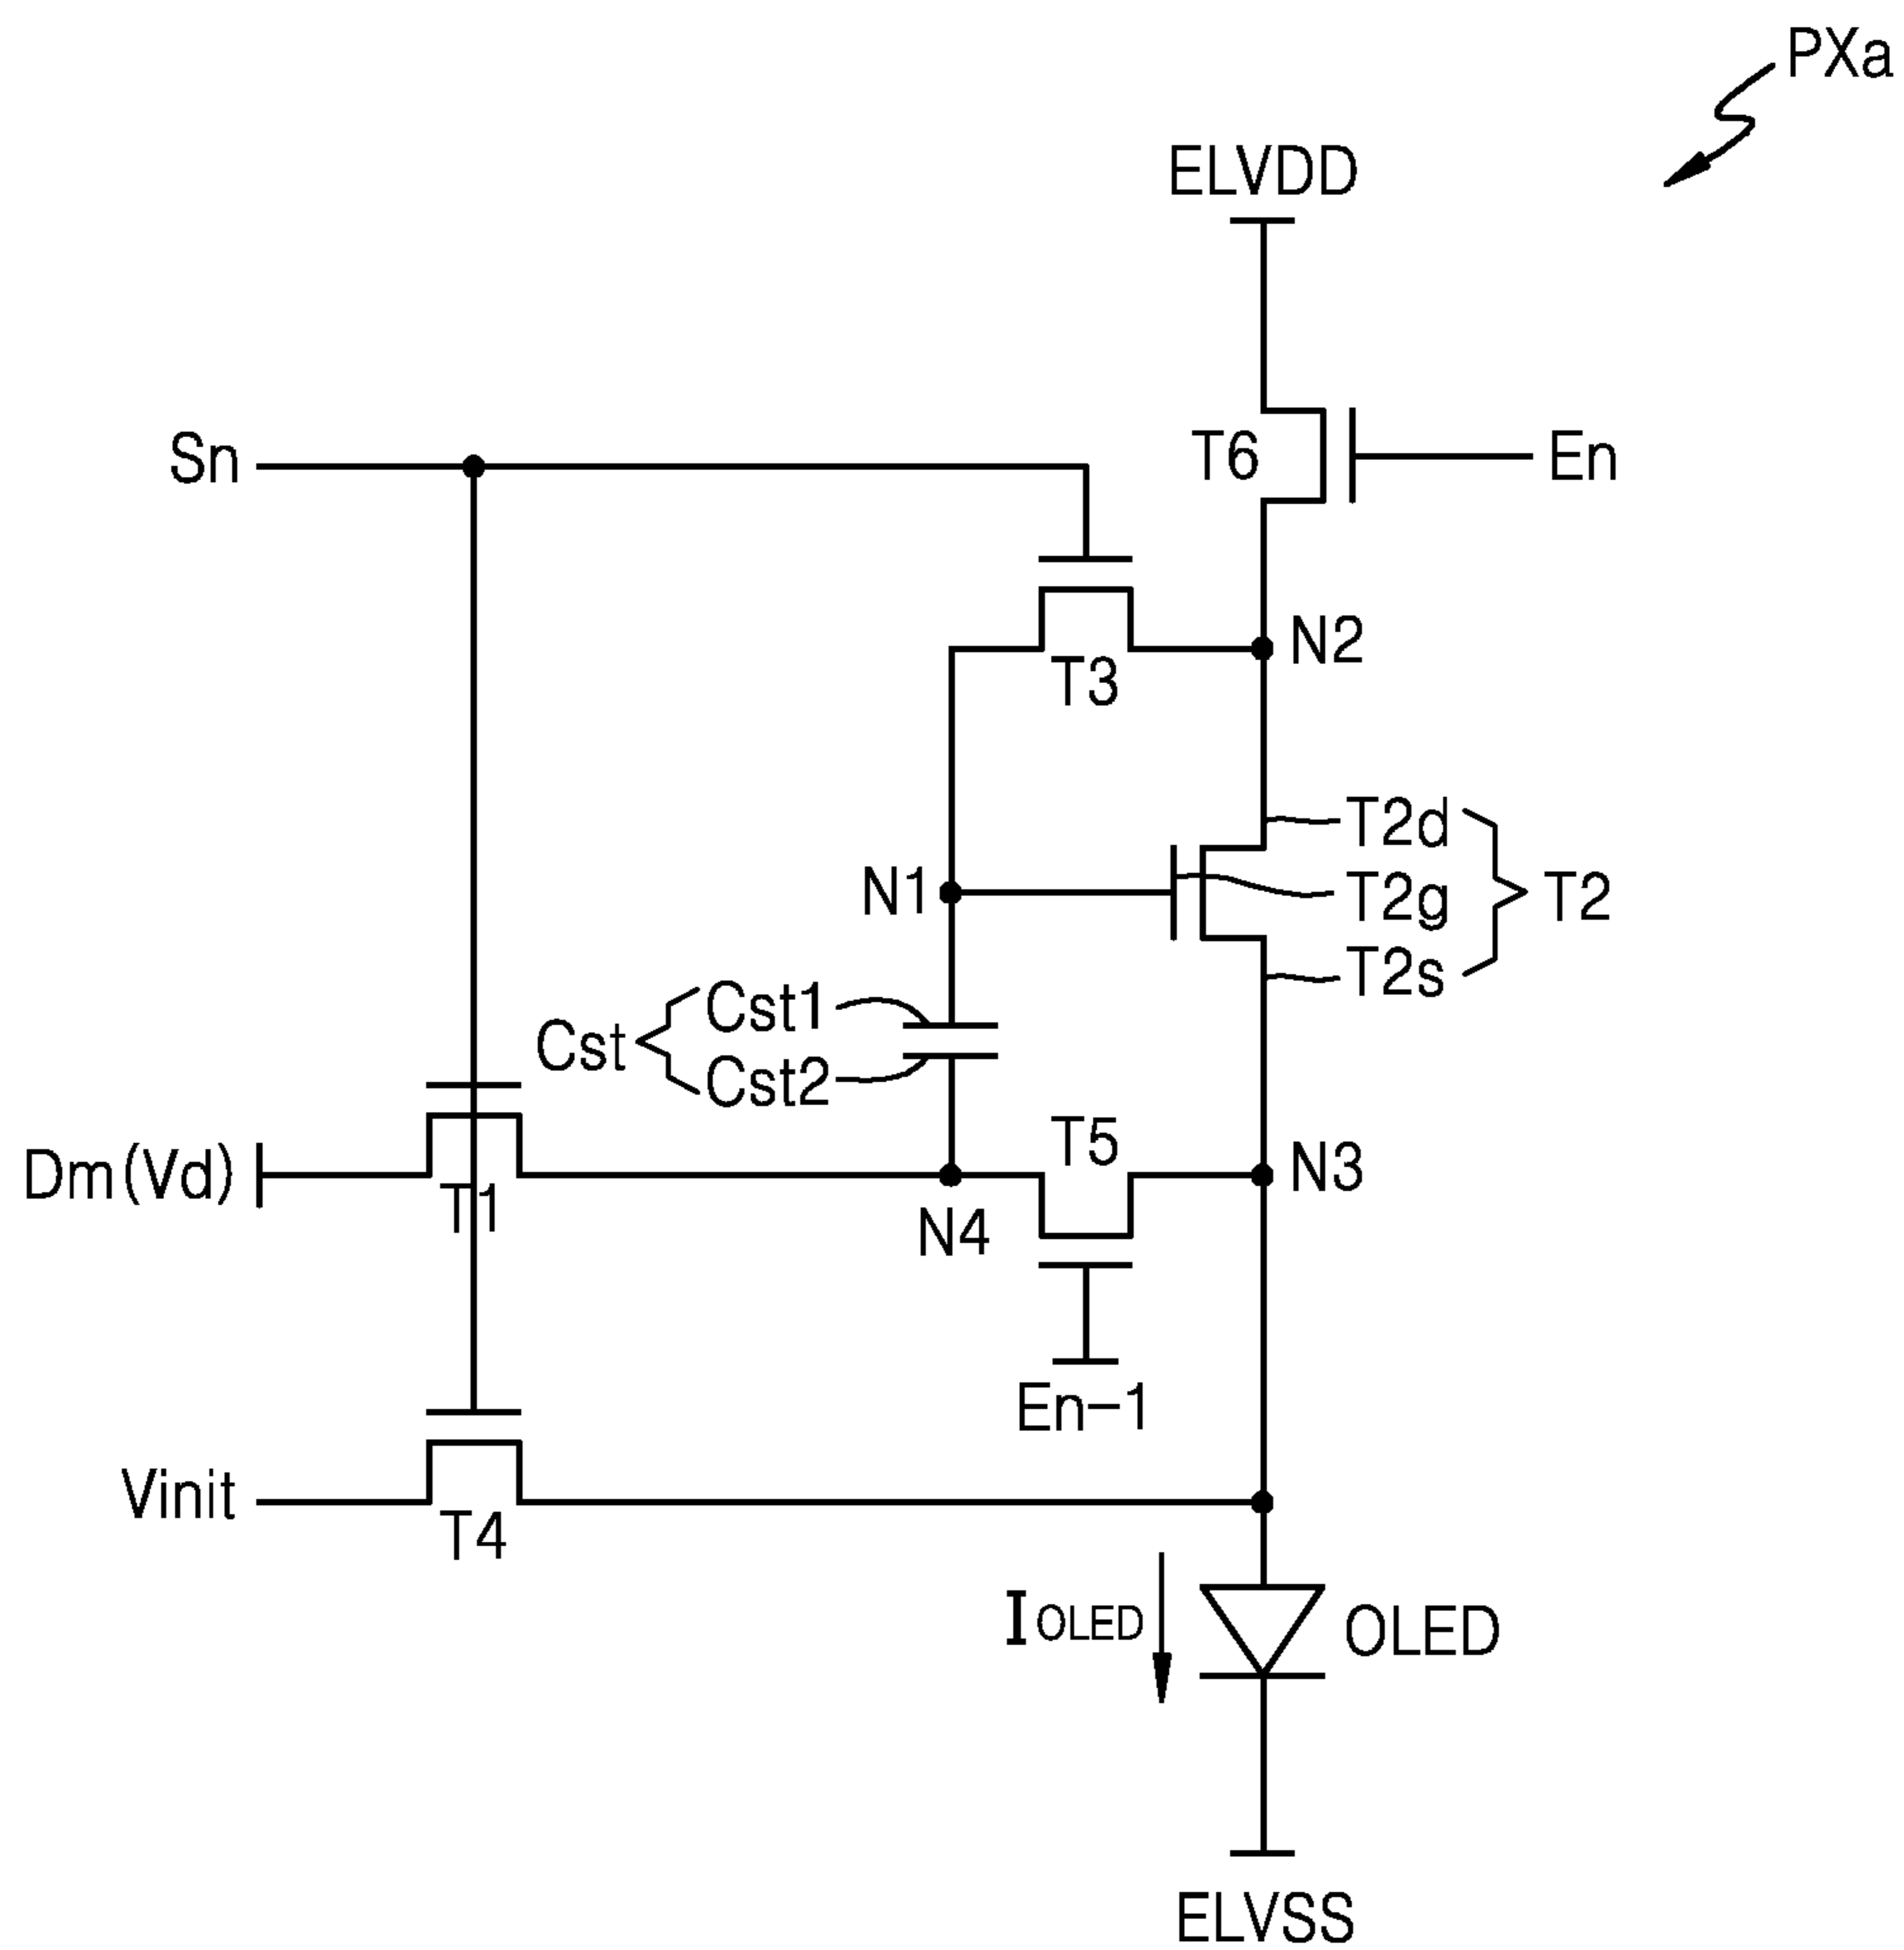 PXa
ELVDD
Sn
T6
En
N2
T3
T2d
N1
T2g
T2
T2s
Cst1
Cst
Cst2
T5
Dm(Vd)
N3
T1
N4
En-1
Vinit
T4
IOLED
OLED
ELVSS